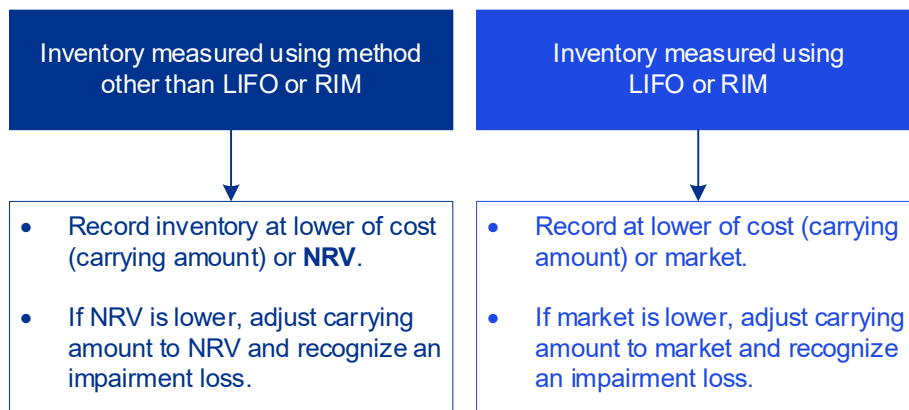 Inventory measured using method
other than LIFO or RIM
• Record inventory at lower of cost
(carrying amount) or NRV.
• If NRV is lower, adjust carrying
amount to NRV and recognize an
impairment loss.
Inventory measured using
LIFO or RIM
• Record at lower of cost (carrying
amount) or market.
• If market is lower, adjust carrying
amount to market and recognize
an impairment loss.